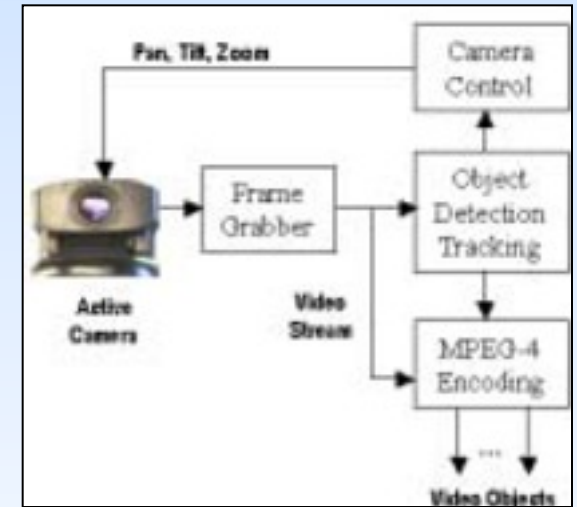 Pan, Tilt, Zoom
Camera
Control
Frame
Grabber
Object
Detection
Tracking
Active
Camera
Video
Stream
MPEG-4
Encoding
...
Video Objects